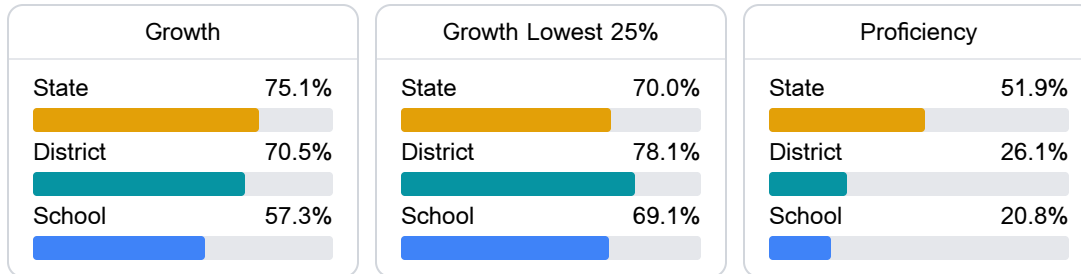 Growth
State 75.1%
District 70.5%
School 57.3%
Growth Lowest 25%
State 70.0%
District 78.1%
School 69.1%
Proficiency
State 51.9%
District 26.1%
School 20.8%